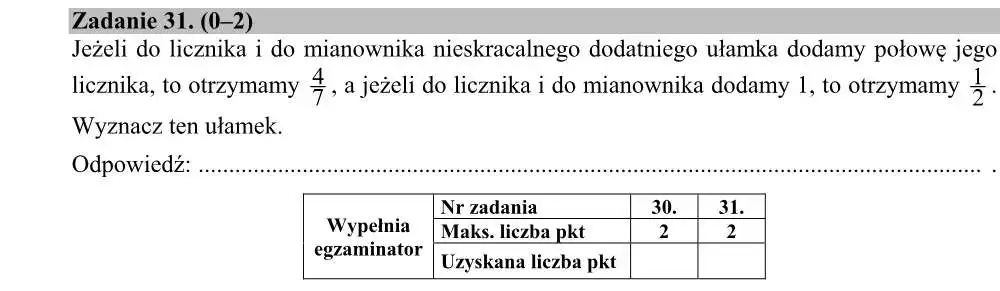 Zadanie 31. (0–2)
Jeżeli do licznika i do mianownika nieskracalnego dodatniego ułamka dodamy połowę jego
licznika, to otrzymamy 4/7, a jeżeli do licznika i do mianownika dodamy 1, to otrzymamy 1/2.
Wyznacz ten ułamek.
Odpowiedź: ................................................................................................................................ .
Wypełnia egzaminator
Nr zadania 30. 31.
Maks. liczba pkt 2 2
Uzyskana liczba pkt